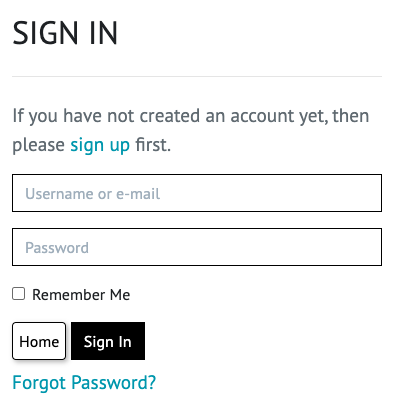 SIGN IN
If you have not created an account yet, then
please sign up first.
Username or e-mail
Password
Remember Me
Home Sign In
Forgot Password?